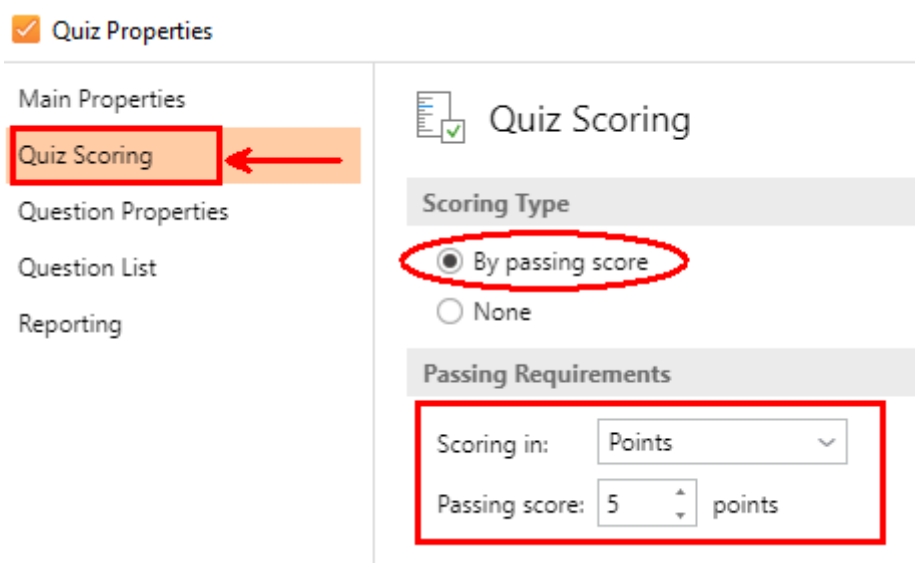 Quiz Properties
Main Properties
Quiz Scoring
Question Properties
Question List
Reporting
Quiz Scoring
Scoring Type
By passing score
None
Passing Requirements
Scoring in: Points
Passing score: 5 points